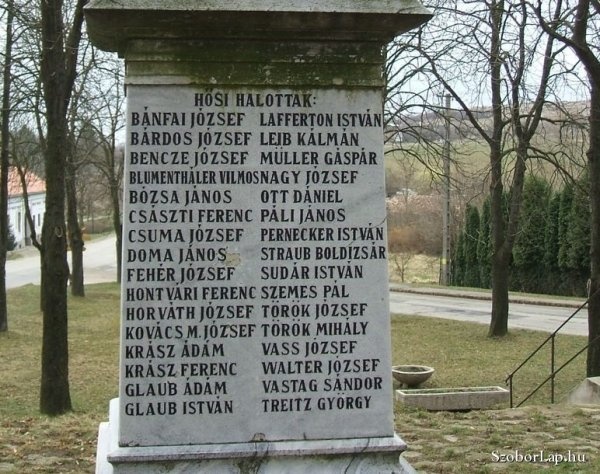 HŐSI HALOTTAK:
BÁNFAI JÓZSEF
BÁRDOS JÓZSEF
BENCZE JÁNOS
BLUMENTHÁLER VILMOS
BÓZSA JÁNOS
CSÁSZTI FERENC
CSUMA JÓZSEF
DOMA JÁNOS
FEHÉR JÓZSEF
HONTVÁRI FERENC
HORVÁTH JÓZSEF
KOVÁCS M. JÓZSEF
KRÁSZ ÁDÁM
KRÁSZ FERENC
GLAUB ÁDÁM
GLAUB ISTVÁN
LAFFERTON ISTVÁN
LEIB KÁLMÁN
MÜLLER GÁSPÁR
NAGY JÓZSEF
OTT DÁNIEL
PÁLI JÁNOS
PERNECKER ISTVÁN
STRAUB BOLDIZSÁR
SUDÁR ISTVÁN
SZEMES PÁL
TÖRÖK JÓZSEF
TÖRÖK MIHÁLY
VASS JÓZSEF
WALTER JÓZSEF
VASTAG SÁNDOR
TREITZ GYÖRGY
SzoborLap.hu